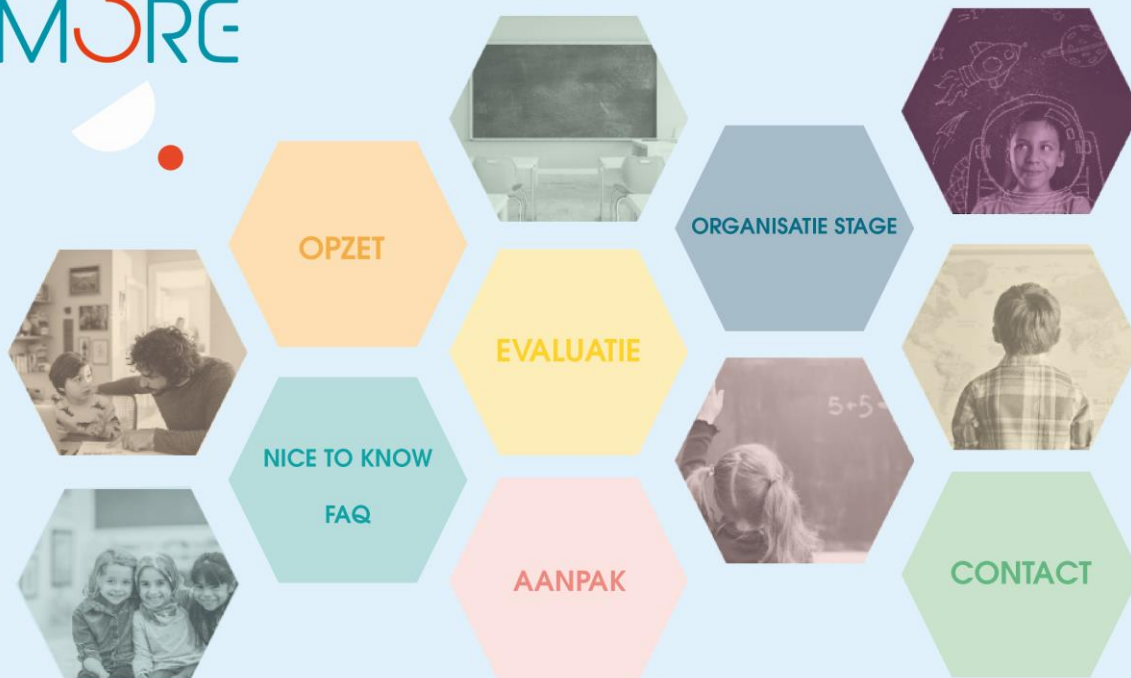 MORE
ORGANISATIE STAGE
OPZET
EVALUATIE
5+5
NICE TO KNOW
FAQ
AANPAK
CONTACT